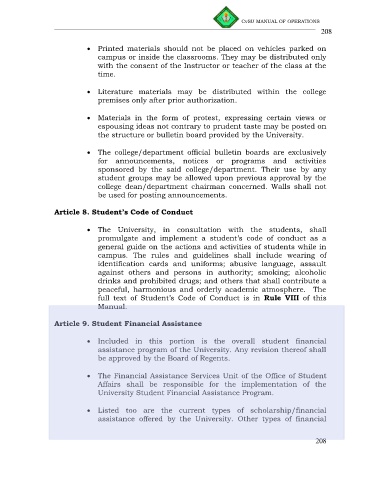 CvSU MANUAL OF OPERATIONS
208
• Printed materials should not be placed on vehicles parked on
campus or inside the classrooms. They may be distributed only
with the consent of the Instructor or teacher of the class at the
time.
• Literature materials may be distributed within the college
premises only after prior authorization.
• Materials in the form of protest, expressing certain views or
espousing ideas not contrary to prudent taste may be posted on
the structure or bulletin board provided by the University.
• The college/department official bulletin boards are exclusively
for announcements, notices or programs and activities
sponsored by the said college/department. Their use by any
student groups may be allowed upon previous approval by the
college dean/department chairman concerned. Walls shall not
be used for posting announcements.
Article 8. Student's Code of Conduct
• The University, in consultation with the students, shall
promulgate and implement a student's code of conduct as a
general guide on the actions and activities of students while in
campus. The rules and guidelines shall include wearing of
identification cards and uniforms; abusive language, assault
against others and persons in authority; smoking; alcoholic
drinks and prohibited drugs; and others that shall contribute a
peaceful, harmonious and orderly academic atmosphere. The
full text of Student's Code of Conduct is in Rule VIII of this
Manual.
Article 9. Student Financial Assistance
• Included in this portion is the overall student financial
assistance program of the University. Any revision thereof shall
be approved by the Board of Regents.
• The Financial Assistance Services Unit of the Office of Student
Affairs shall be responsible for the implementation of the
University Student Financial Assistance Program.
• Listed too are the current types of scholarship/financial
assistance offered by the University. Other types of financial
208